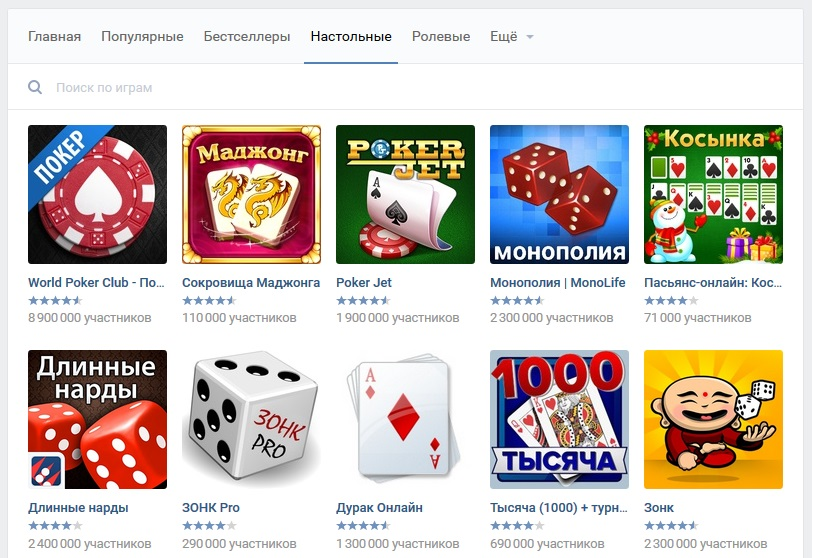 Главная Популярные Бестселлеры Настольные Ролевые Ещё
Поиск по играм
ПОКЕР
Маджонг
POKER
JET
A
МОНОПОЛИЯ
Косынка
World Poker Club - По...
Сокровища Маджонга
Poker Jet
Монополия | MonoLife
Пасьянс-онлайн: Кос...
8 900 000 участников
110 000 участников
1 900 000 участников
2 300 000 участников
71 000 участников
Длинные
нарды
ЗОНК
PRO
A
A
1000
ТЫСЯЧА
Длинные нарды
ЗОНК Pro
Дурак Онлайн
Тысяча (1000) + турн...
Зонк
2 400 000 участников
290 000 участников
1 300 000 участников
690 000 участников
2 300 000 участников